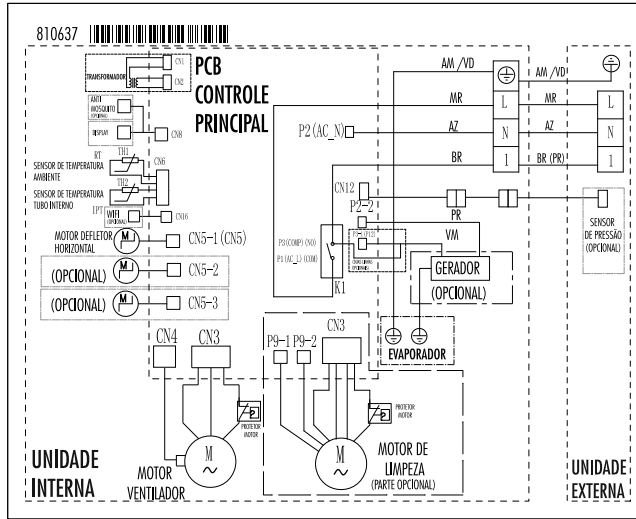 810637
TRANSFORMADOR
CN1
CN2
PCB
CONTROLE
PRINCIPAL
ANTI
MOSQUITO
(OPCIONAL)
DISPLAY
CN8
RT
TH1
SENSOR DE TEMPERATURA
AMBIENTE
CN6
TH2
SENSOR DE TEMPERATURA
TUBO INTERNO
IPT
WIFI
(OPCIONAL)
CN16
MOTOR DEFLETOR
HORIZONTAL
M
CN5-1 (CN5)
(OPCIONAL)
M
CN5-2
(OPCIONAL)
M
CN5-3
P2 (AC_N)
AM /VD
AM /VD
MR
L
MR
L
AZ
N
AZ
N
BR
1
BR (PR)
1
CN12
P2-2
PR
VM
P3 (COMP) (NO)
P1 (AC_L) (COM)
K1
GERADOR
(OPCIONAL)
SENSOR
DE PRESSÃO
(OPCIONAL)
EVAPORADOR
CN4
CN3
P9-1
P9-2
CN3
PROTETOR
MOTOR
PROTETOR
MOTOR
M
~
M
~
MOTOR
VENTILADOR
MOTOR DE
LIMPEZA
(PARTE OPCIONAL)
UNIDADE
INTERNA
UNIDADE
EXTERNA